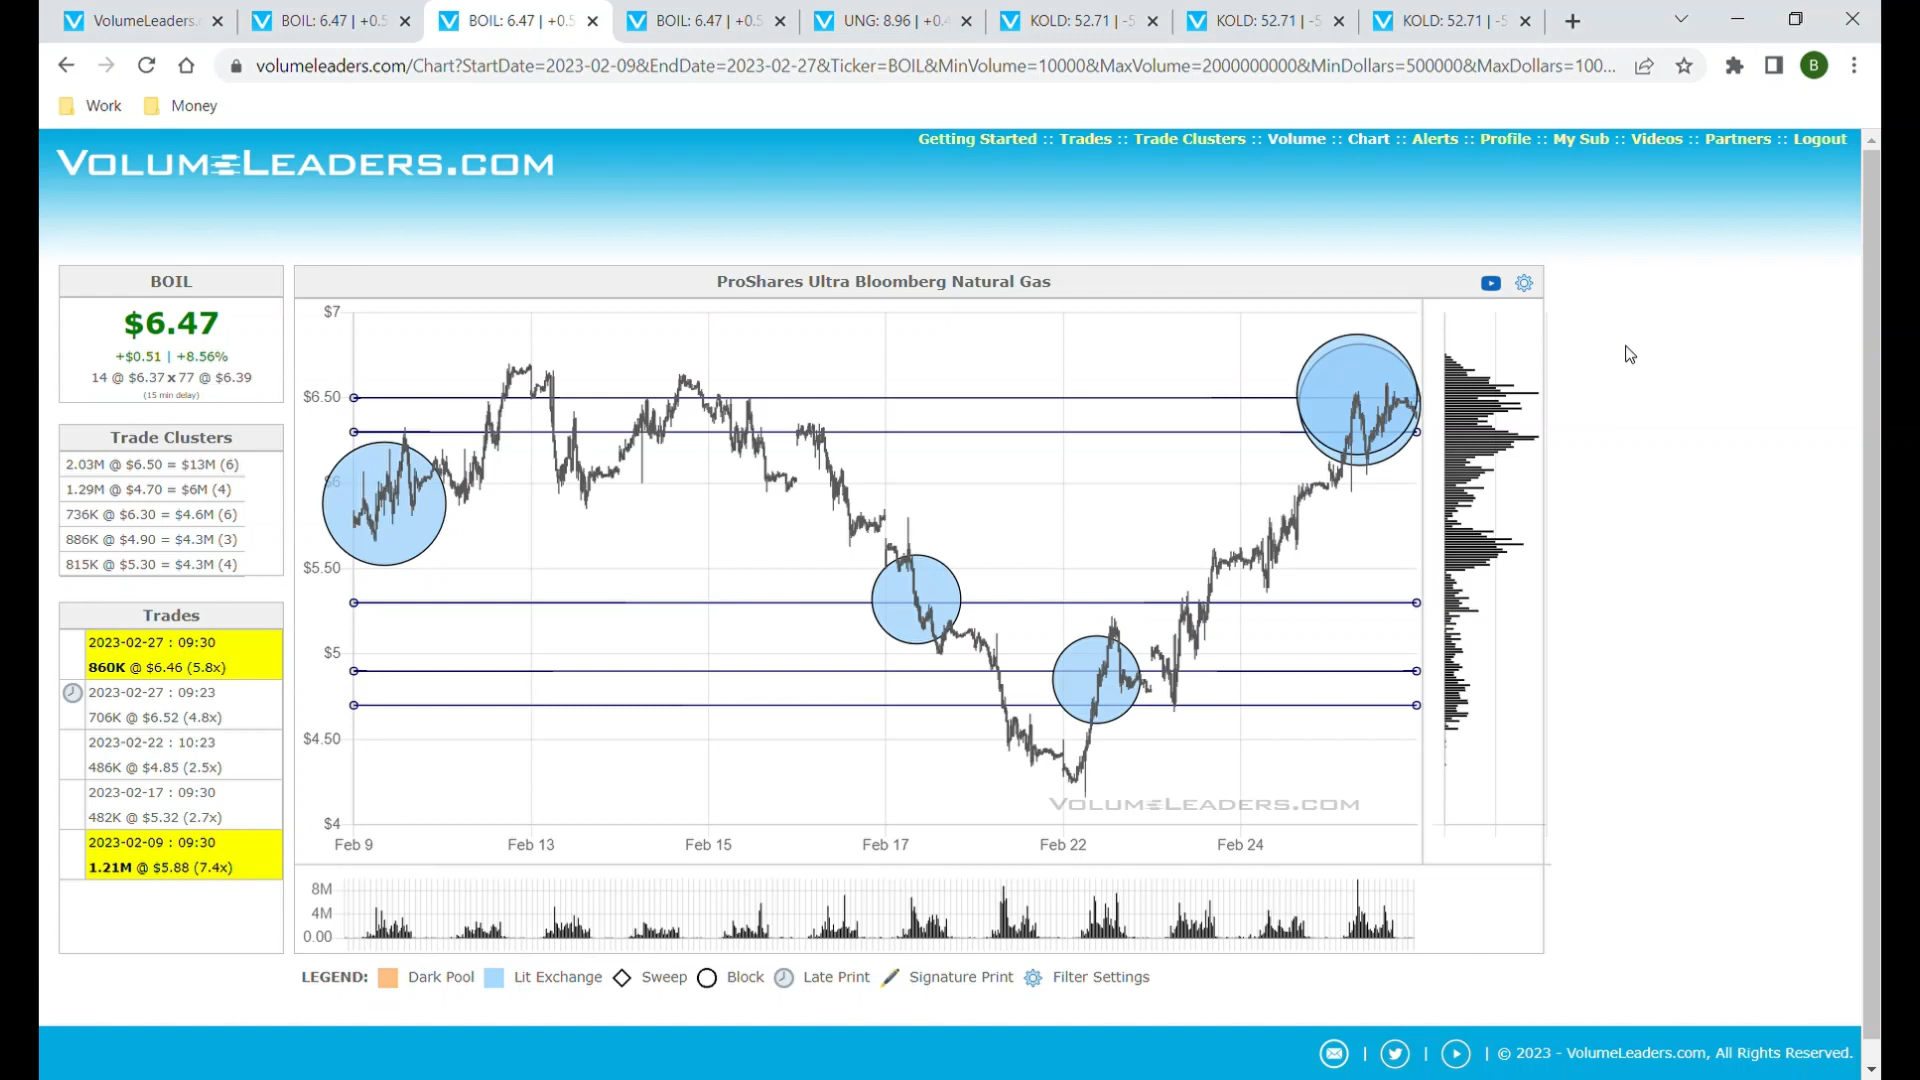 VolumeLeaders.
BOIL: 6.47 | +0.5
BOIL: 6.47 | +0.5
BOIL: 6.47 | +0.5
UNG: 8.96 | +0.4
KOLD: 52.71 | -5
KOLD: 52.71 | -5
KOLD: 52.71 | -5
volumeleaders.com/Chart?StartDate=2023-02-09&EndDate=2023-02-27&Ticker=BOIL&MinVolume=10000&MaxVolume=2000000000&MinDollars=500000&MaxDollars=100...
B
Work
Money
Getting Started :: Trades :: Trade Clusters :: Volume :: Chart :: Alerts :: Profile :: My Sub :: Videos :: Partners :: Logout
VOLUMELEADERS.COM
BOIL
$6.47
+$0.51 | +8.56%
14 @ $6.37 x 77 @ $6.39
(15 min delay)
Trade Clusters
2.03M @ $6.50 = $13M (6)
1.29M @ $4.70 = $6M (4)
736K @ $6.30 = $4.6M (6)
886K @ $4.90 = $4.3M (3)
815K @ $5.30 = $4.3M (4)
Trades
2023-02-27 : 09:30
860K @ $6.46 (5.8x)
2023-02-27 : 09:23
706K @ $6.52 (4.8x)
2023-02-22 : 10:23
486K @ $4.85 (2.5x)
2023-02-17 : 09:30
482K @ $5.32 (2.7x)
2023-02-09 : 09:30
1.21M @ $5.88 (7.4x)
ProShares Ultra Bloomberg Natural Gas
$7
$6.50
$6
$5.50
$5
$4.50
$4
VOLUMELEADERS.COM
Feb 9
Feb 13
Feb 15
Feb 17
Feb 22
Feb 24
8M
4M
0.00
LEGEND: Dark Pool Lit Exchange Sweep Block Late Print Signature Print Filter Settings
| | | © 2023 - VolumeLeaders.com, All Rights Reserved.